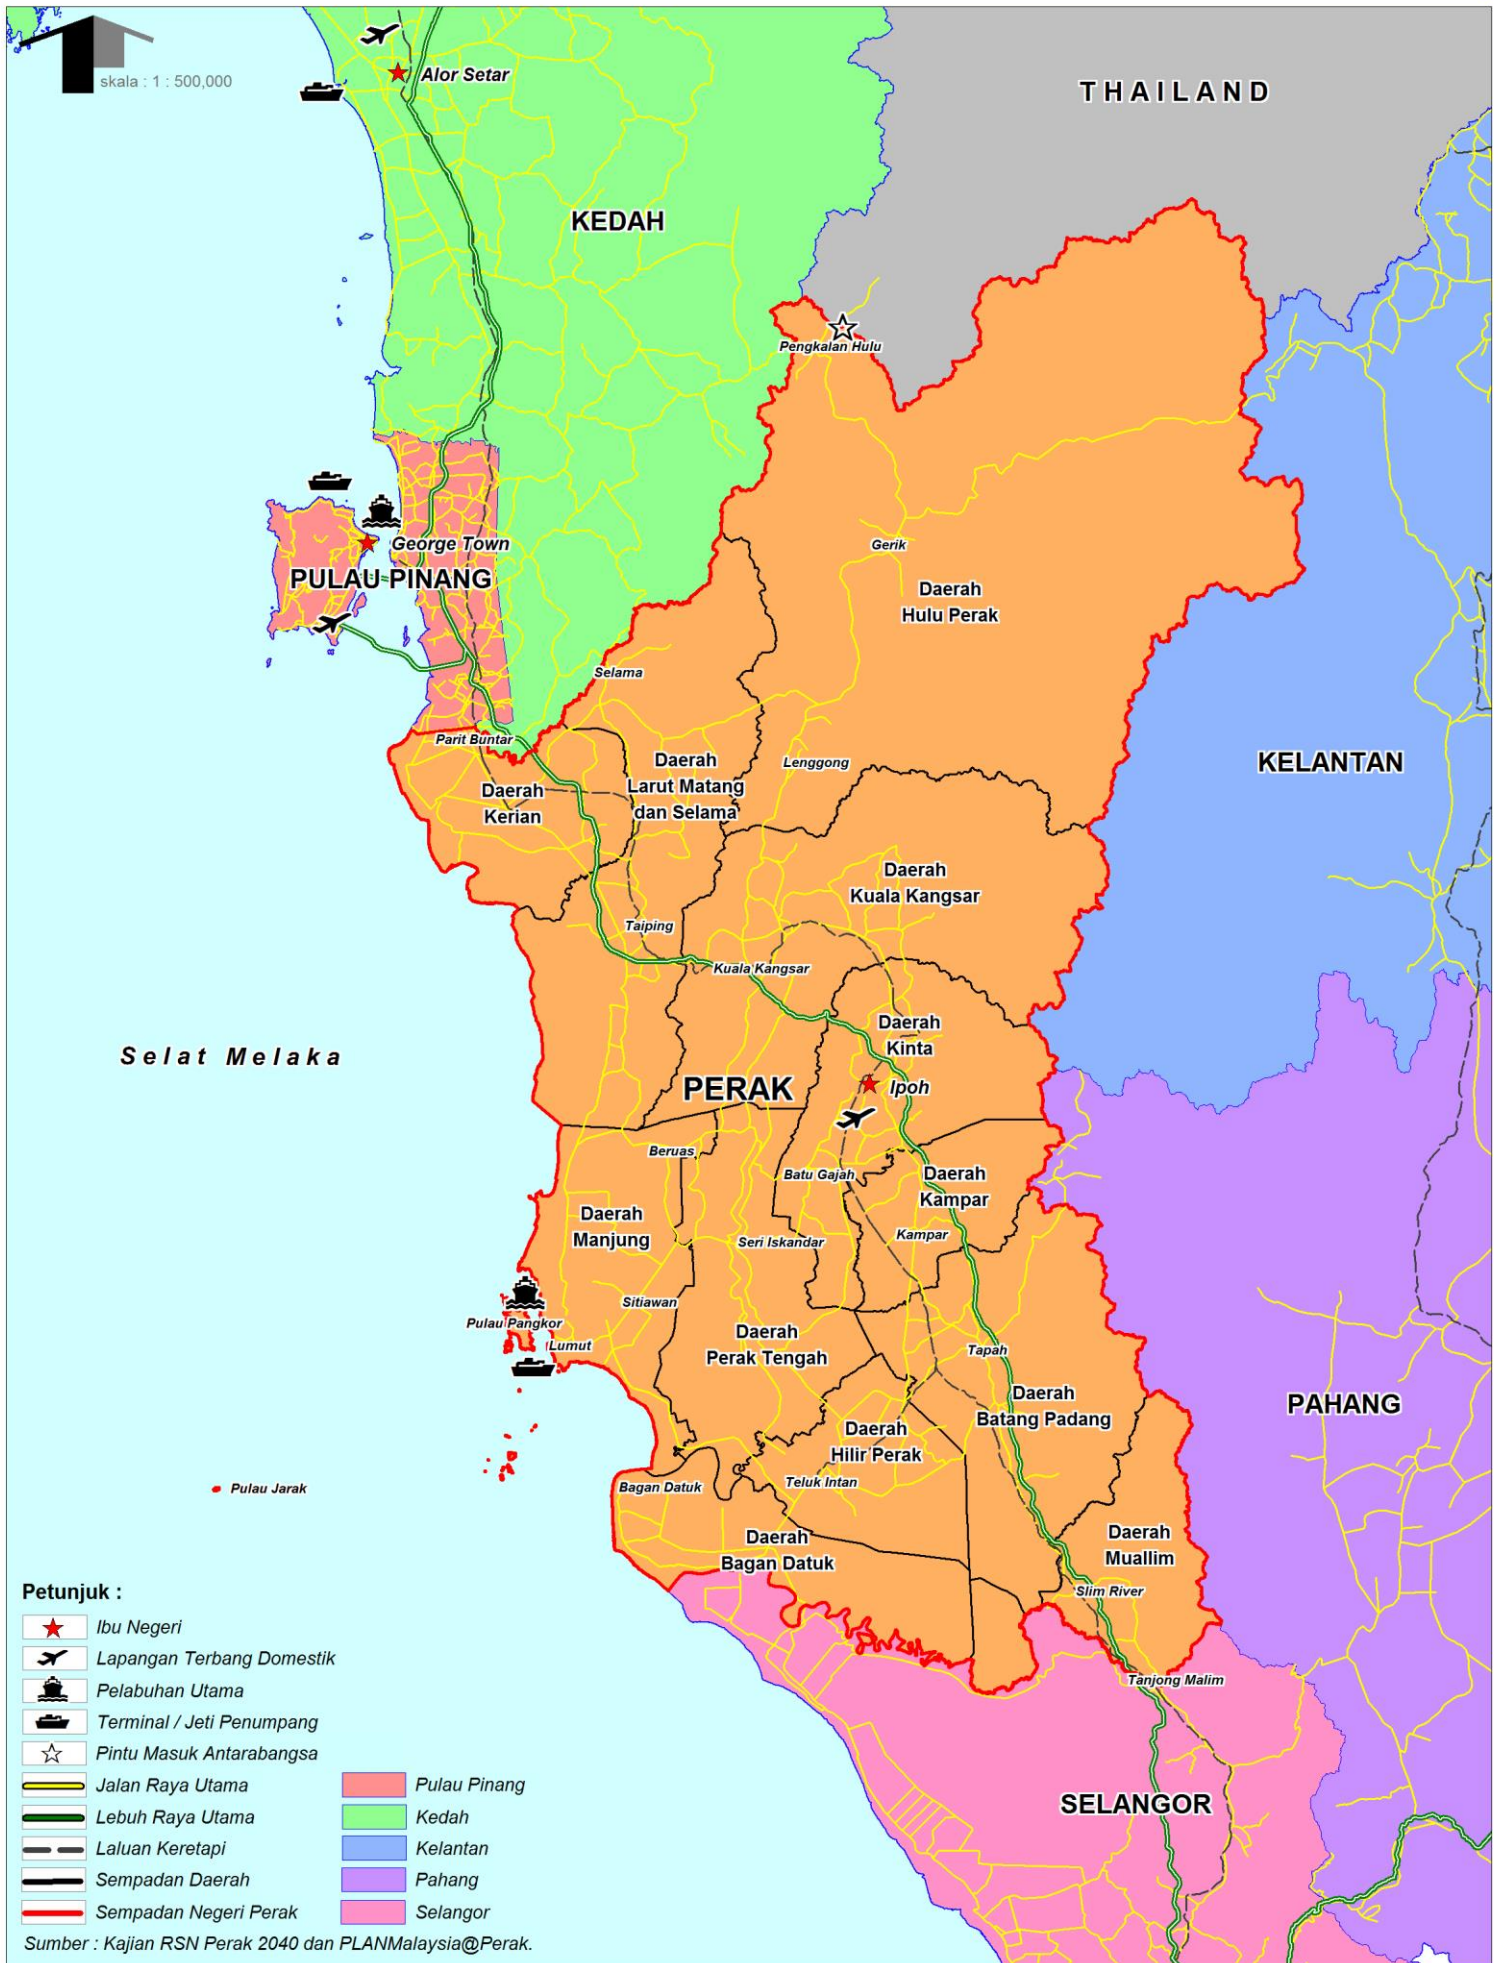 skala : 1 : 500,000
Alor Setar
THAILAND
KEDAH
Pengkalan Hulu
George Town
PULAU PINANG
Gerik
Daerah
Hulu Perak
Selama
Parit Buntar
Daerah
Larut Matang
dan Selama
Lenggong
KELANTAN
Daerah
Kerian
Daerah
Kuala Kangsar
Taiping
Kuala Kangsar
Daerah
Kinta
Selat Melaka
PERAK
Ipoh
Beruas
Batu Gajah
Daerah
Kampar
Daerah
Manjung
Seri Iskandar
Kampar
Sitiawan
Pulau Pangkor
Lumut
Daerah
Perak Tengah
Tapah
Daerah
Batang Padang
PAHANG
Daerah
Hilir Perak
Teluk Intan
Bagan Datuk
Pulau Jarak
Daerah
Bagan Datuk
Daerah
Muallim
Slim River
Tanjong Malim
SELANGOR
Petunjuk :
Ibu Negeri
Lapangan Terbang Domestik
Pelabuhan Utama
Terminal / Jeti Penumpang
Pintu Masuk Antarabangsa
Jalan Raya Utama
Lebuh Raya Utama
Laluan Keretapi
Sempadan Daerah
Sempadan Negeri Perak
Pulau Pinang
Kedah
Kelantan
Pahang
Selangor
Sumber : Kajian RSN Perak 2040 dan PLANMalaysia@Perak.